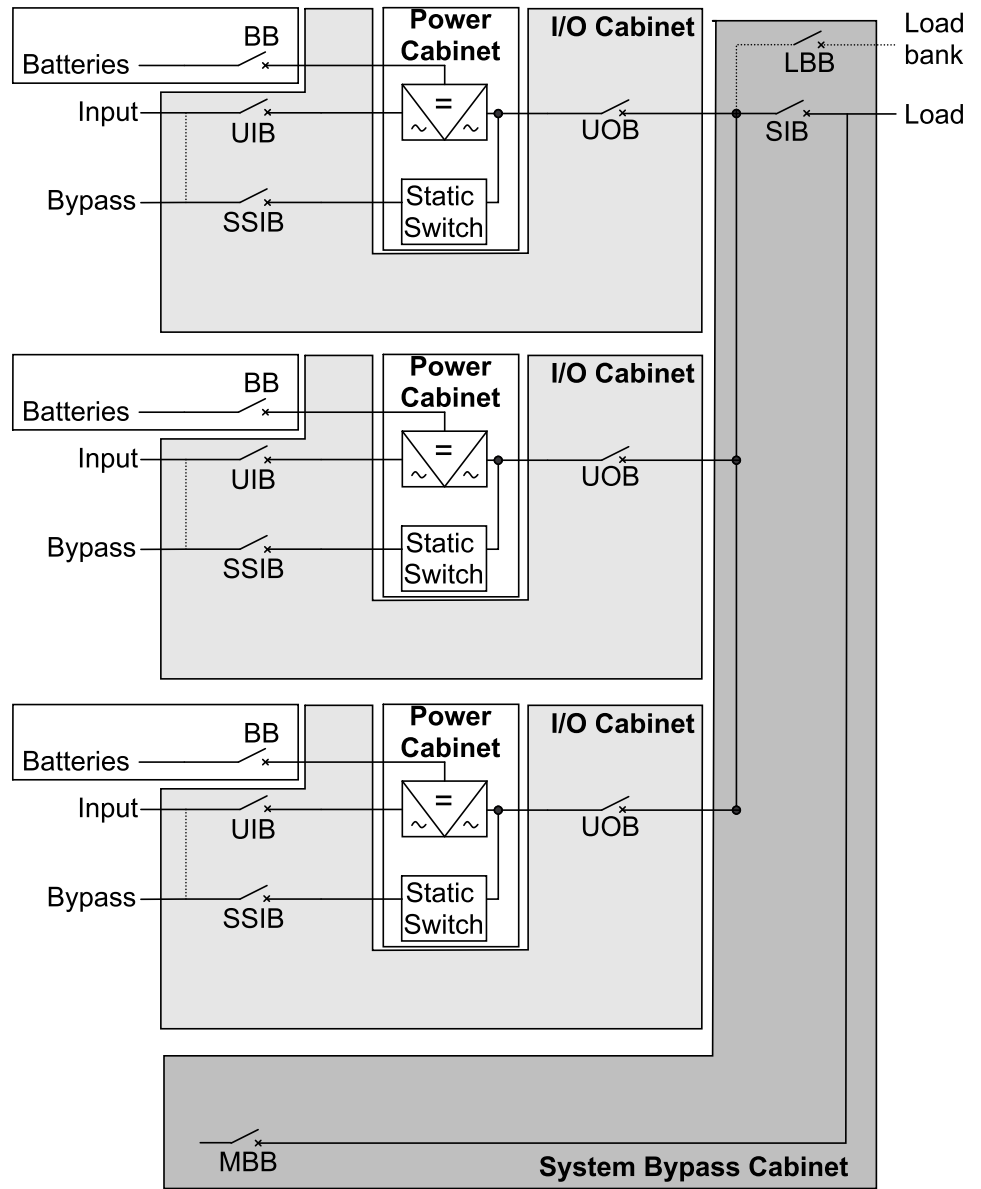 Power
Cabinet
I/O Cabinet
Load
bank
BB
LBB
Batteries
Input
UIB
UOB
SIB
Load
Bypass
SSIB
Static
Switch
Power
Cabinet
I/O Cabinet
BB
Batteries
Input
UIB
UOB
Bypass
SSIB
Static
Switch
Power
Cabinet
I/O Cabinet
BB
Batteries
Input
UIB
UOB
Bypass
SSIB
Static
Switch
MBB
System Bypass Cabinet